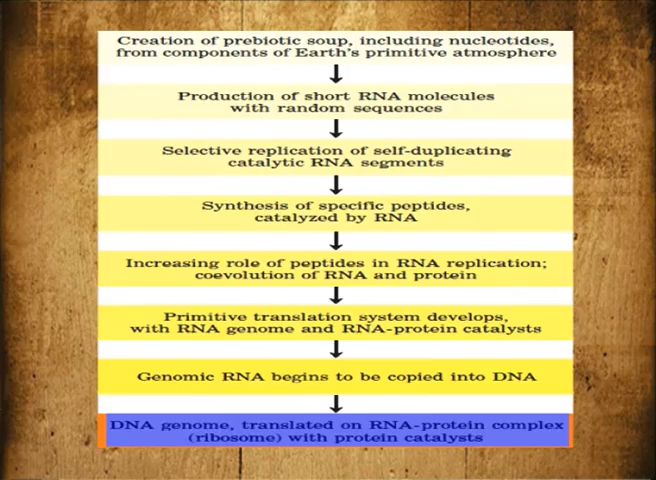 Creation of prebiotic soup, including nucleotides,
from components of Earth's primitive atmosphere
Production of short RNA molecules
with random sequences
Selective replication of self-duplicating
catalytic RNA segments
Synthesis of specific peptides,
catalyzed by RNA
Increasing role of peptides in RNA replication;
coevolution of RNA and protein
Primitive translation system develops,
with RNA genome and RNA-protein catalysts
Genomic RNA begins to be copied into DNA
DNA genome, translated on RNA-protein complex
(ribosome) with protein catalysts